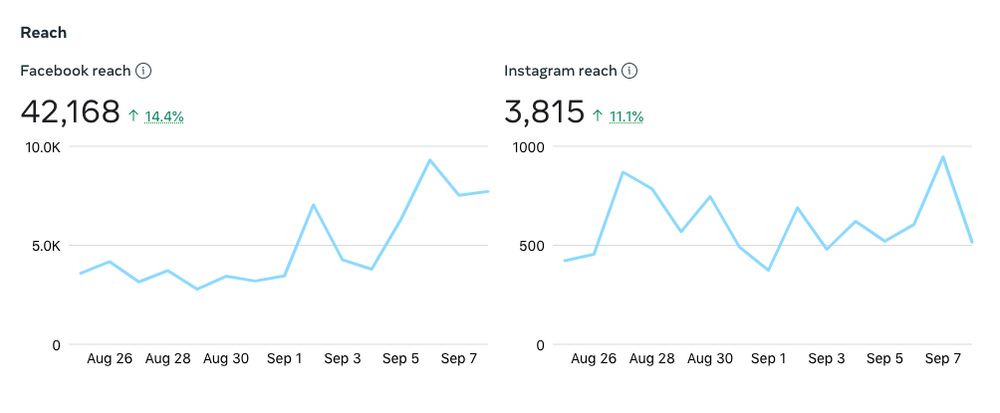 Reach
Facebook reach
42,168 ↑ 14.4%
10.0K
5.0K
0
Aug 26 Aug 28 Aug 30 Sep 1 Sep 3 Sep 5 Sep 7
Instagram reach
3,815 ↑ 11.1%
1000
500
0
Aug 26 Aug 28 Aug 30 Sep 1 Sep 3 Sep 5 Sep 7